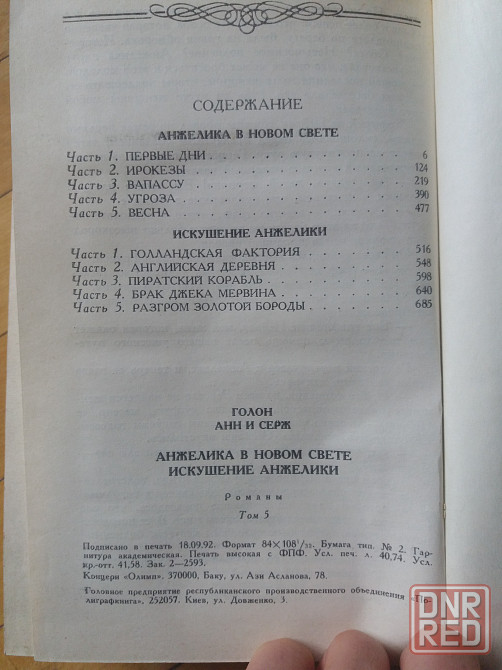 СОДЕРЖАНИЕ
АНЖЕЛИКА В НОВОМ СВЕТЕ
Часть 1. ПЕРВЫЕ ДНИ 6
Часть 2. ИРОКЕЗЫ 124
Часть 3. ВАПАССУ 219
Часть 4. УГРОЗА 390
Часть 5. ВЕСНА 477
ИСКУШЕНИЕ АНЖЕЛИКИ
Часть 1. ГОЛЛАНДСКАЯ ФАКТОРИЯ 516
Часть 2. АНГЛИЙСКАЯ ДЕРЕВНЯ 548
Часть 3. ПИРАТСКИЙ КОРАБЛЬ 598
Часть 4. БРАК ДЖЕКА МЕРВИНА 640
Часть 5. РАЗГРОМ ЗОЛОТОЙ БОРОДЫ 685
ГОЛОН
АНН И СЕРЖ
АНЖЕЛИКА В НОВОМ СВЕТЕ
ИСКУШЕНИЕ АНЖЕЛИКИ
Романы
Том 5
Подписано в печать 18.09.92. Формат 84×108¹/₃₂. Бумага тип. № 2. Гар-
нитура академическая. Печать высокая с ФПФ. Усл. печ. л. 40,74. Усл.
кр.-отт. 41,58. Зак. 2–2593.
Концерн «Олимп». 370000, Баку, ул. Ази Асланова, 78.
Головное предприятие республиканского производственного объединения «По-
лиграфкнига», 252057. Киев, ул. Довженко, 3.
DNR
RED